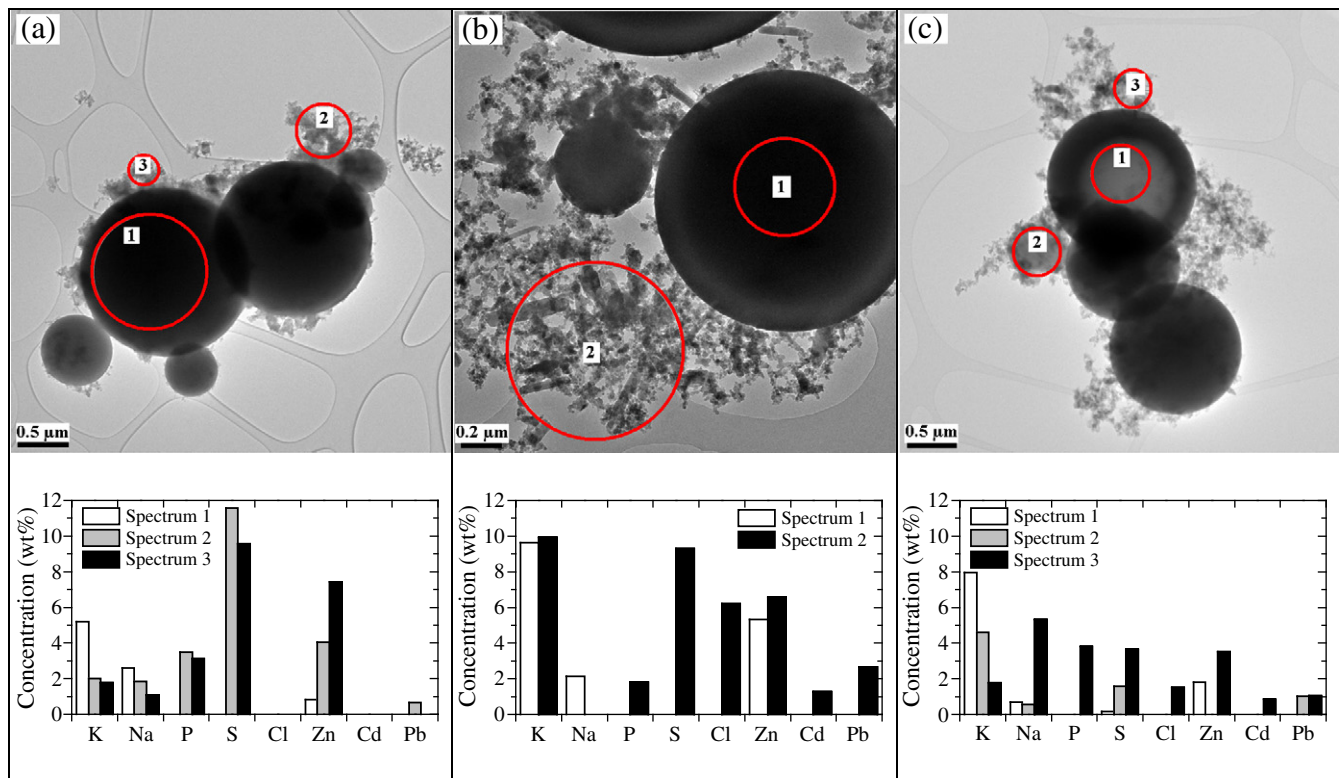 (a)
2
3
1
0.5 µm
(b)
1
2
0.2 µm
(c)
3
1
2
0.5 µm
Concentration (wt%)
12
10
8
6
4
2
0
Spectrum 1
Spectrum 2
Spectrum 3
K Na P S Cl Zn Cd Pb
Concentration (wt%)
12
10
8
6
4
2
0
Spectrum 1
Spectrum 2
K Na P S Cl Zn Cd Pb
Concentration (wt%)
12
10
8
6
4
2
0
Spectrum 1
Spectrum 2
Spectrum 3
K Na P S Cl Zn Cd Pb